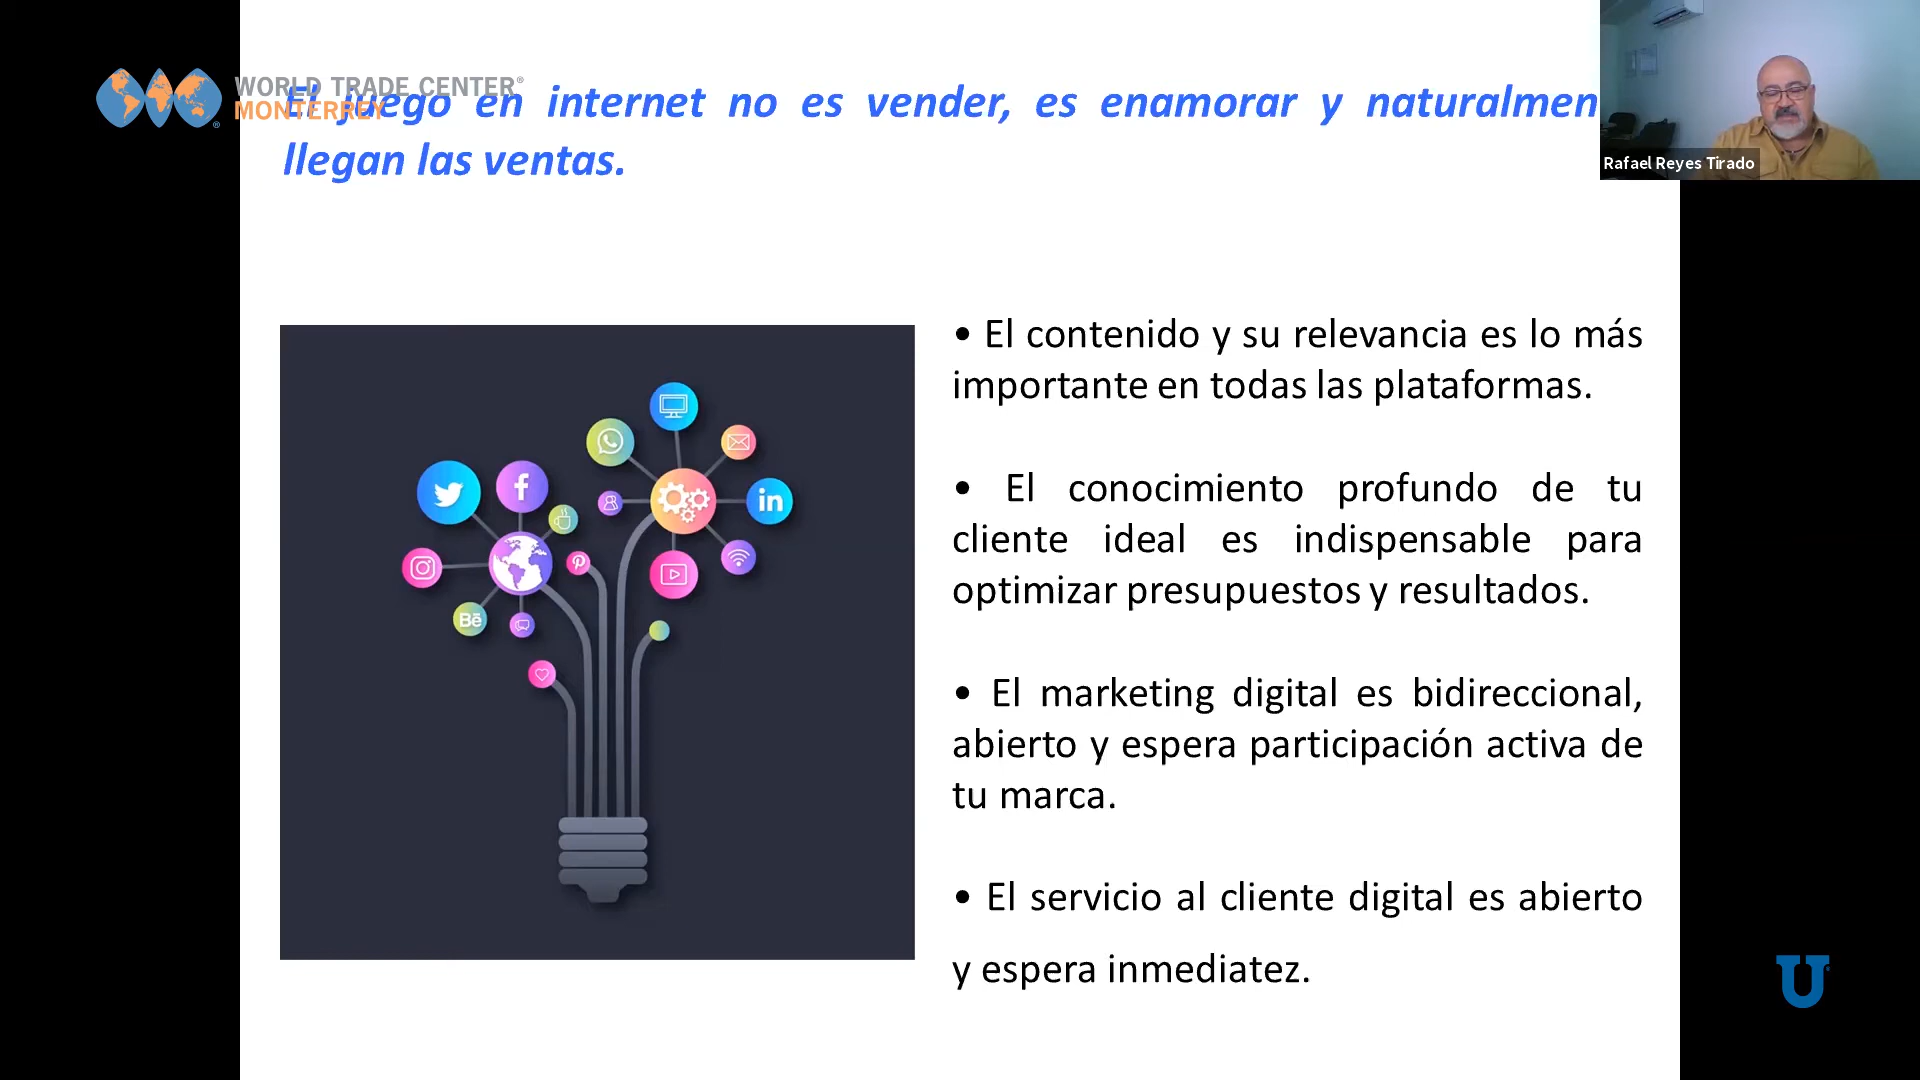 WORLD TRADE CENTER®
MONTERREY
El juego en internet no es vender, es enamorar y naturalmen
llegan las ventas.
Rafael Reyes Tirado
• El contenido y su relevancia es lo más
importante en todas las plataformas.
• El conocimiento profundo de tu
cliente ideal es indispensable para
optimizar presupuestos y resultados.
• El marketing digital es bidireccional,
abierto y espera participación activa de
tu marca.
• El servicio al cliente digital es abierto
y espera inmediatez.
f
in
Bē
U